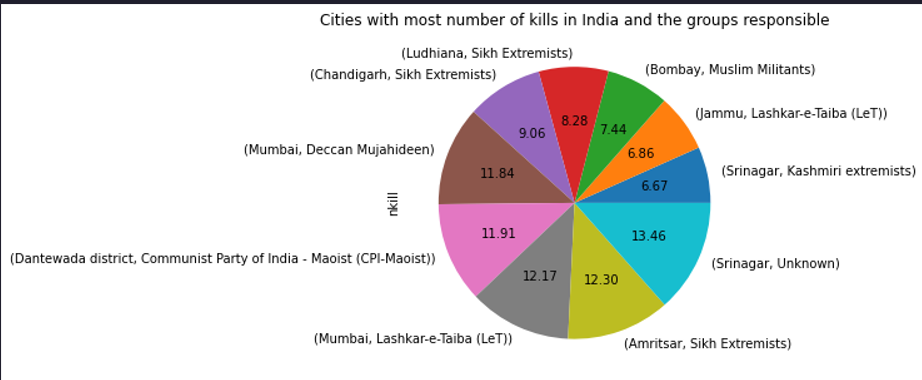 Cities with most number of kills in India and the groups responsible
(Ludhiana, Sikh Extremists)
(Chandigarh, Sikh Extremists)
(Bombay, Muslim Militants)
(Jammu, Lashkar-e-Taiba (LeT))
(Mumbai, Deccan Mujahideen)
(Srinagar, Kashmiri extremists)
8.28
7.44
9.06
6.86
11.84
6.67
nkill
11.91
13.46
12.17
12.30
(Dantewada district, Communist Party of India - Maoist (CPI-Maoist))
(Srinagar, Unknown)
(Mumbai, Lashkar-e-Taiba (LeT))
(Amritsar, Sikh Extremists)